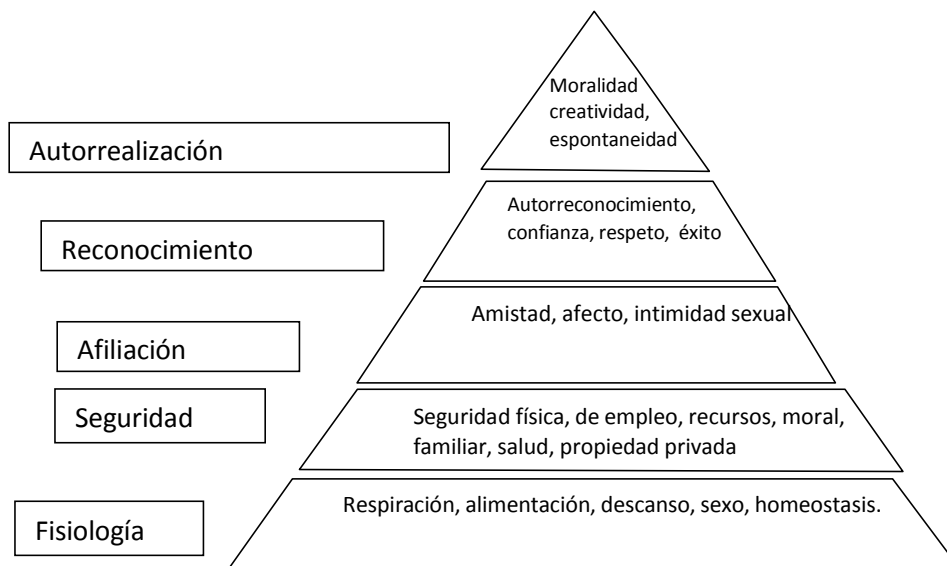 Moralidad
creatividad,
espontaneidad
Autorrealización
Autorreconocimiento,
confianza, respeto, éxito
Reconocimiento
Amistad, afecto, intimidad sexual
Afiliación
Seguridad física, de empleo, recursos, moral,
familiar, salud, propiedad privada
Seguridad
Respiración, alimentación, descanso, sexo, homeostasis.
Fisiología